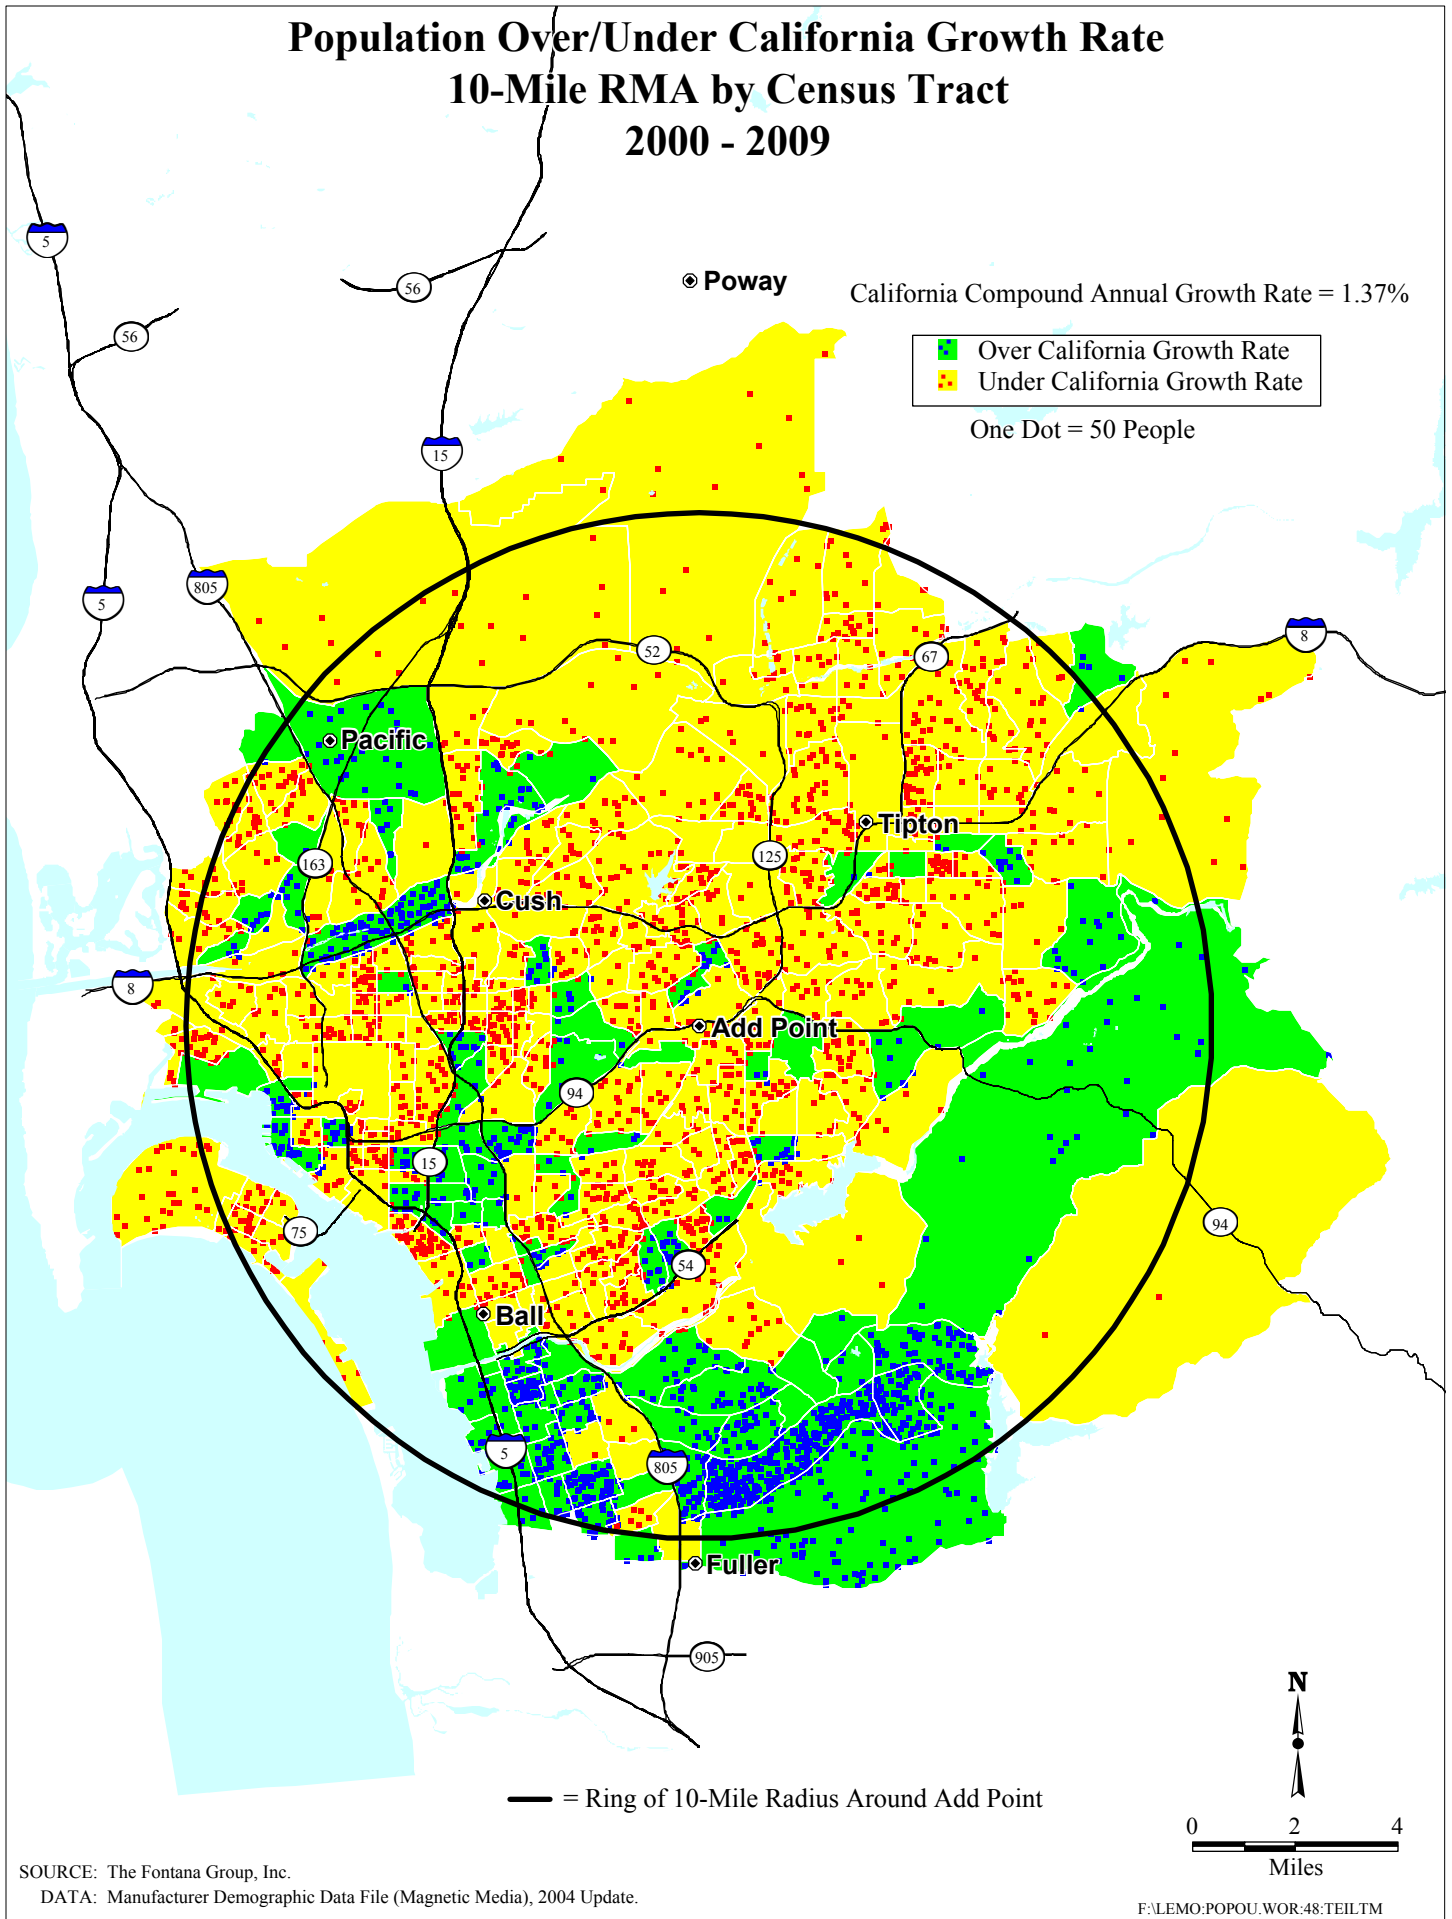 Population Over/Under California Growth Rate
10-Mile RMA by Census Tract
2000 - 2009
5
56
Poway
California Compound Annual Growth Rate = 1.37%
56
Over California Growth Rate
Under California Growth Rate
One Dot = 50 People
15
805
5
8
52
67
Pacific
Tipton
125
163
Cush
8
Add Point
94
15
94
75
54
Ball
5
805
Fuller
905
N
= Ring of 10-Mile Radius Around Add Point
0 2 4
Miles
SOURCE: The Fontana Group, Inc.
DATA: Manufacturer Demographic Data File (Magnetic Media), 2004 Update.
F:\LEMO:POPOU.WOR:48:TEILTM